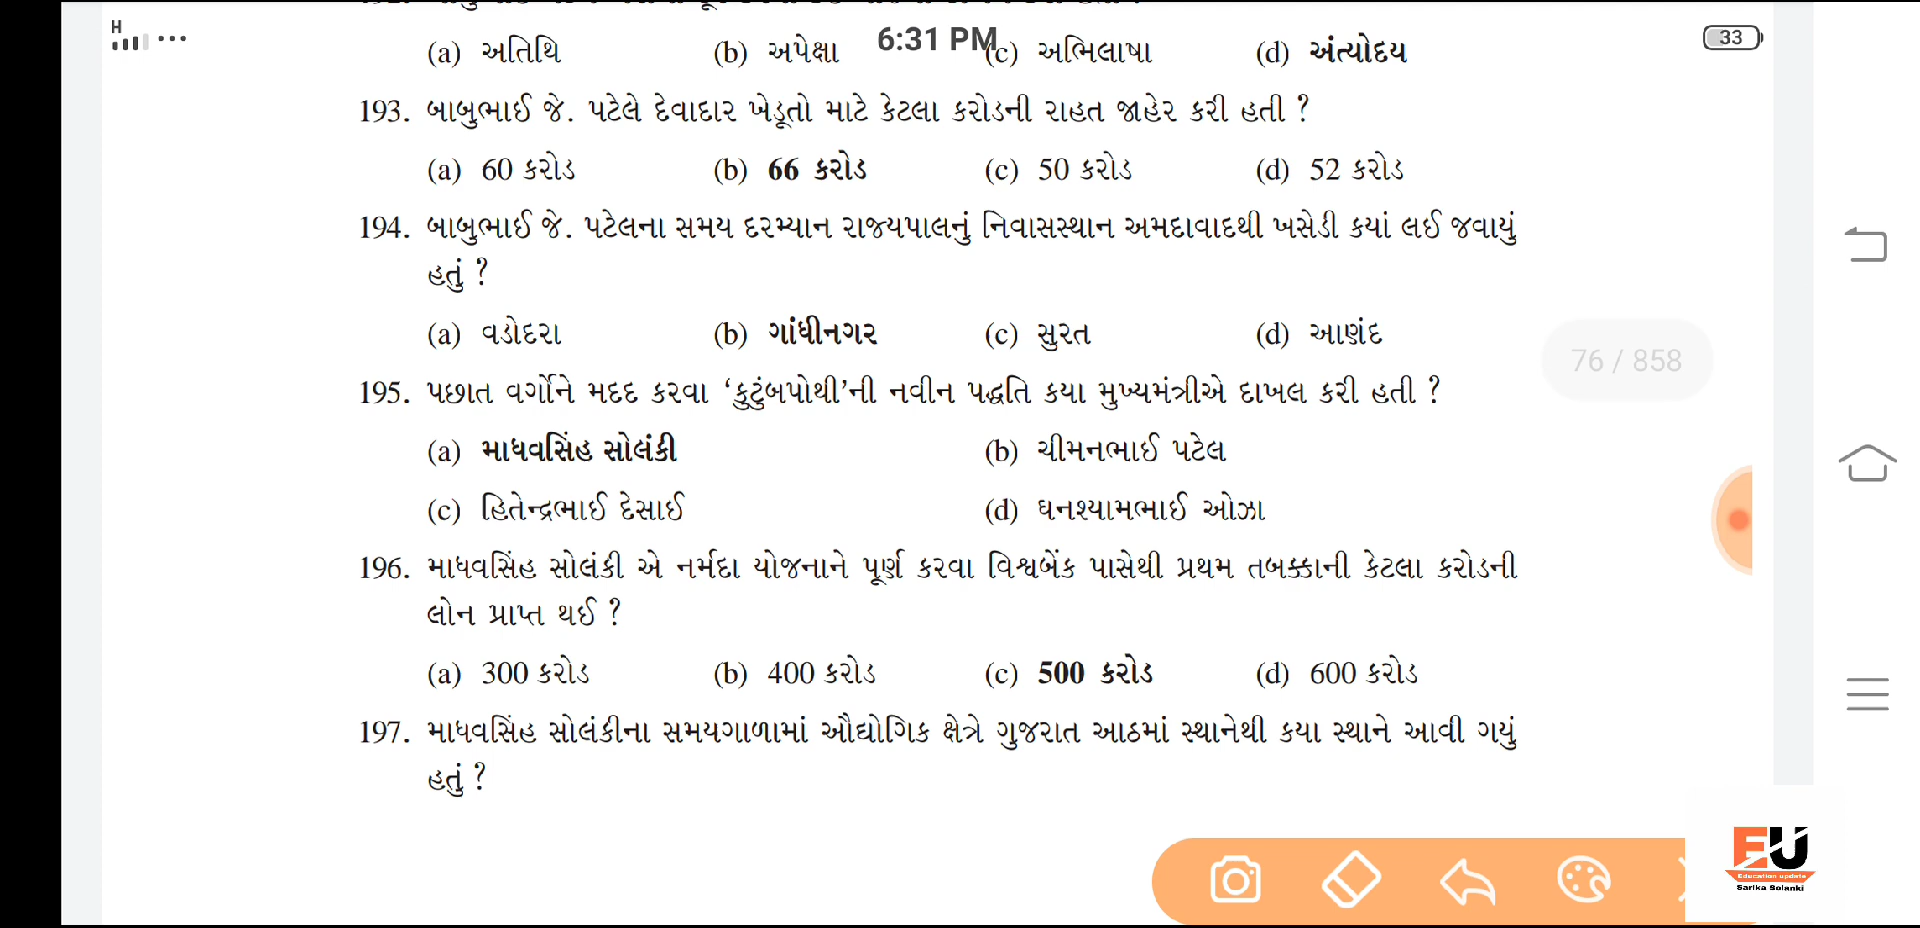 H
6:31 PM
33
(a) અતિથિ (b) અપેક્ષા (c) અભિલાષા (d) અંત્યોદય
193. બાબુભાઈ જે. પટેલે દેવાદાર ખેડૂતો માટે કેટલા કરોડની રાહત જાહેર કરી હતી ?
(a) 60 કરોડ (b) 66 કરોડ (c) 50 કરોડ (d) 52 કરોડ
194. બાબુભાઈ જે. પટેલના સમય દરમ્યાન રાજ્યપાલનું નિવાસસ્થાન અમદાવાદથી ખસેડી કયાં લઈ જવાયું
હતું ?
(a) વડોદરા (b) ગાંધીનગર (c) સુરત (d) આણંદ
76 / 858
195. પછાત વર્ગોને મદદ કરવા ‘કુટુંબપોથી’ની નવીન પદ્ધતિ કયા મુખ્યમંત્રીએ દાખલ કરી હતી ?
(a) માધવસિંહ સોલંકી (b) ચીમનભાઈ પટેલ
(c) હિતેન્દ્રભાઈ દેસાઈ (d) ઘનશ્યામભાઈ ઓઝા
196. માધવસિંહ સોલંકી એ નર્મદા યોજનાને પૂર્ણ કરવા વિશ્વબેંક પાસેથી પ્રથમ તબક્કાની કેટલા કરોડની
લોન પ્રાપ્ત થઈ ?
(a) 300 કરોડ (b) 400 કરોડ (c) 500 કરોડ (d) 600 કરોડ
197. માધવસિંહ સોલંકીના સમયગાળામાં ઔદ્યોગિક ક્ષેત્રે ગુજરાત આઠમાં સ્થાનેથી કયા સ્થાને આવી ગયું
હતું ?
EU
Education update
Sarika Solanki